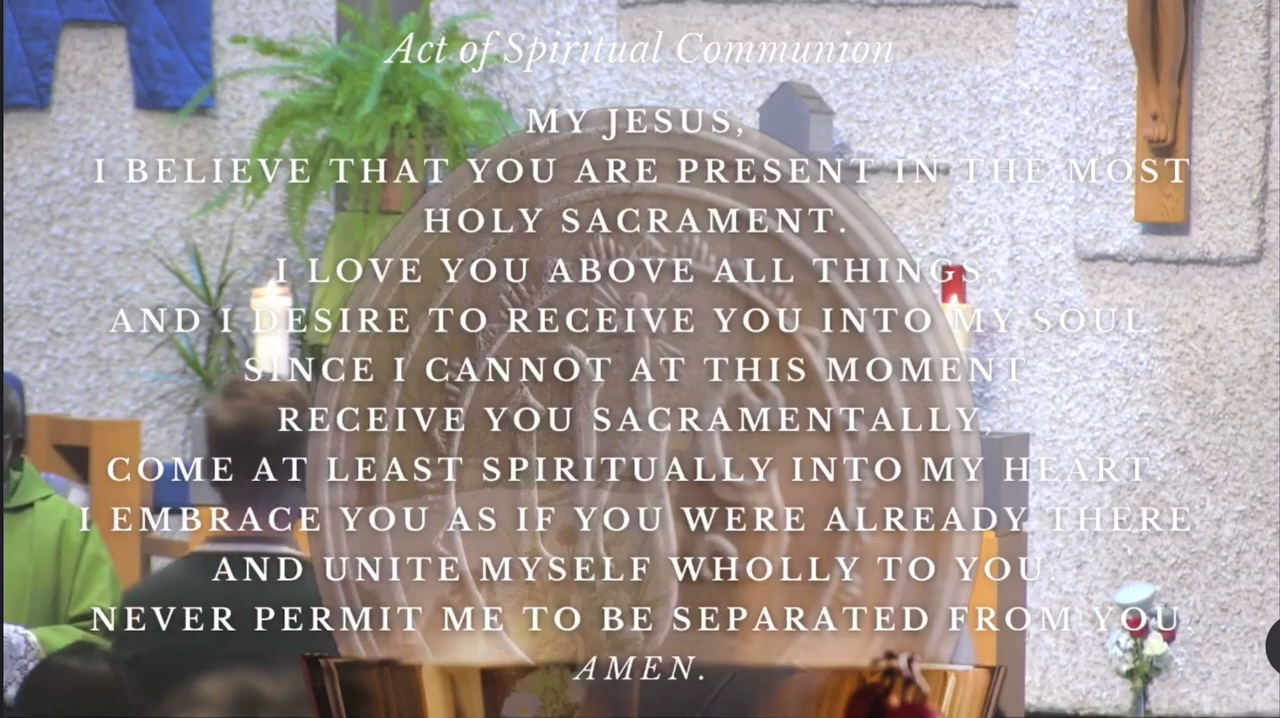 Act of Spiritual Communion
MY JESUS,
I BELIEVE THAT YOU ARE PRESENT IN THE MOST
HOLY SACRAMENT.
I LOVE YOU ABOVE ALL THINGS
AND I DESIRE TO RECEIVE YOU INTO MY SOUL.
SINCE I CANNOT AT THIS MOMENT
RECEIVE YOU SACRAMENTALLY,
COME AT LEAST SPIRITUALLY INTO MY HEART.
I EMBRACE YOU AS IF YOU WERE ALREADY THERE
AND UNITE MYSELF WHOLLY TO YOU.
NEVER PERMIT ME TO BE SEPARATED FROM YOU.
AMEN.